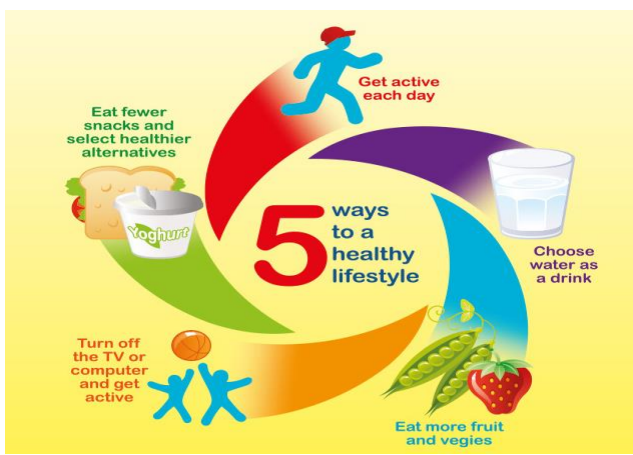 Get active
each day
Eat fewer
snacks and
select healthier
alternatives
Yoghurt
5
ways
to a
healthy
lifestyle
Choose
water as
a drink
Turn off
the TV or
computer
and get
active
Eat more fruit
and vegies